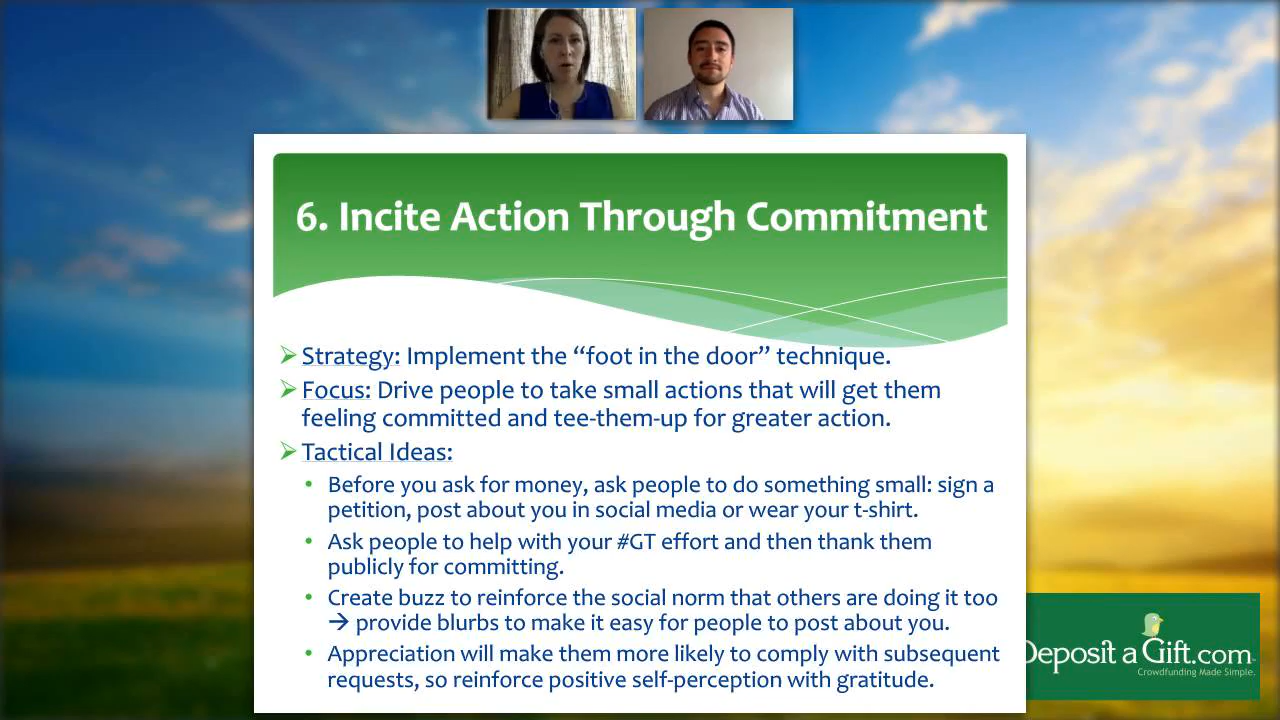 6. Incite Action Through Commitment
Strategy: Implement the “foot in the door” technique.
Focus: Drive people to take small actions that will get them
feeling committed and tee-them-up for greater action.
Tactical Ideas:
Before you ask for money, ask people to do something small: sign a
petition, post about you in social media or wear your t-shirt.
Ask people to help with your #GT effort and then thank them
publicly for committing.
Create buzz to reinforce the social norm that others are doing it too
→ provide blurbs to make it easy for people to post about you.
Appreciation will make them more likely to comply with subsequent
requests, so reinforce positive self-perception with gratitude.
Deposit a Gift.com
Crowdfunding Made Simple.